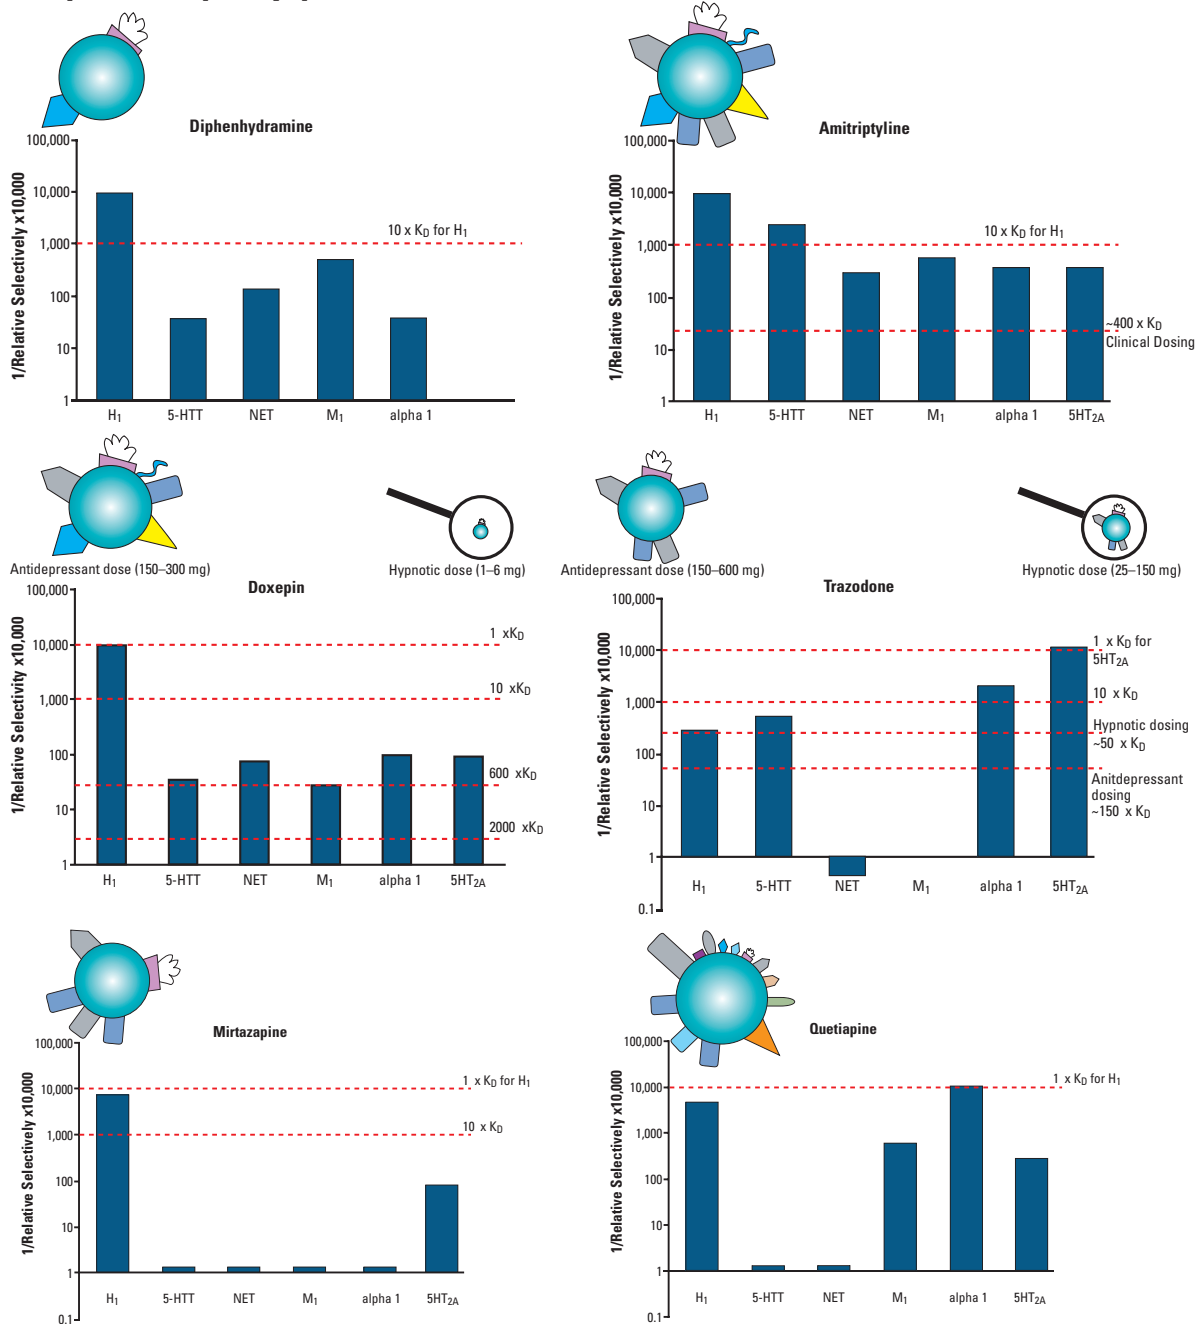 Diphenhydramine
1/Relative Selectively x10,000
100,000
10,000
1,000
100
10
1
10 x KD for H1
H1 5-HTT NET M1 alpha 1
Amitriptyline
1/Relative Selectively x10,000
100,000
10,000
1,000
100
10
1
10 x KD for H1
~400 x KD
Clinical Dosing
H1 5-HTT NET M1 alpha 1 5HT2A
Antidepressant dose (150–300 mg)
Hypnotic dose (1–6 mg)
Doxepin
1/Relative Selectivity x10,000
100,000
10,000
1,000
100
10
1
1 xKD
10 xKD
600 xKD
2000 xKD
H1 5-HTT NET M1 alpha 1 5HT2A
Antidepressant dose (150–600 mg)
Hypnotic dose (25–150 mg)
Trazodone
1/Relative Selectively x10,000
100,000
10,000
1,000
100
10
1
0.1
1 x KD for
5HT2A
10 x KD
Hypnotic dosing
~50 x KD
Anitdepressant
dosing
~150 x KD
H1 5-HTT NET M1 alpha 1 5HT2A
Mirtazapine
1/Relative Selectively x10,000
100,000
10,000
1,000
100
10
1
0.1
1 x KD for H1
10 x KD
H1 5-HTT NET M1 alpha 1 5HT2A
Quetiapine
1/Relative Selectively x10,000
100,000
10,000
1,000
100
10
1
0.1
1 x KD for H1
H1 5-HTT NET M1 alpha 1 5HT2A